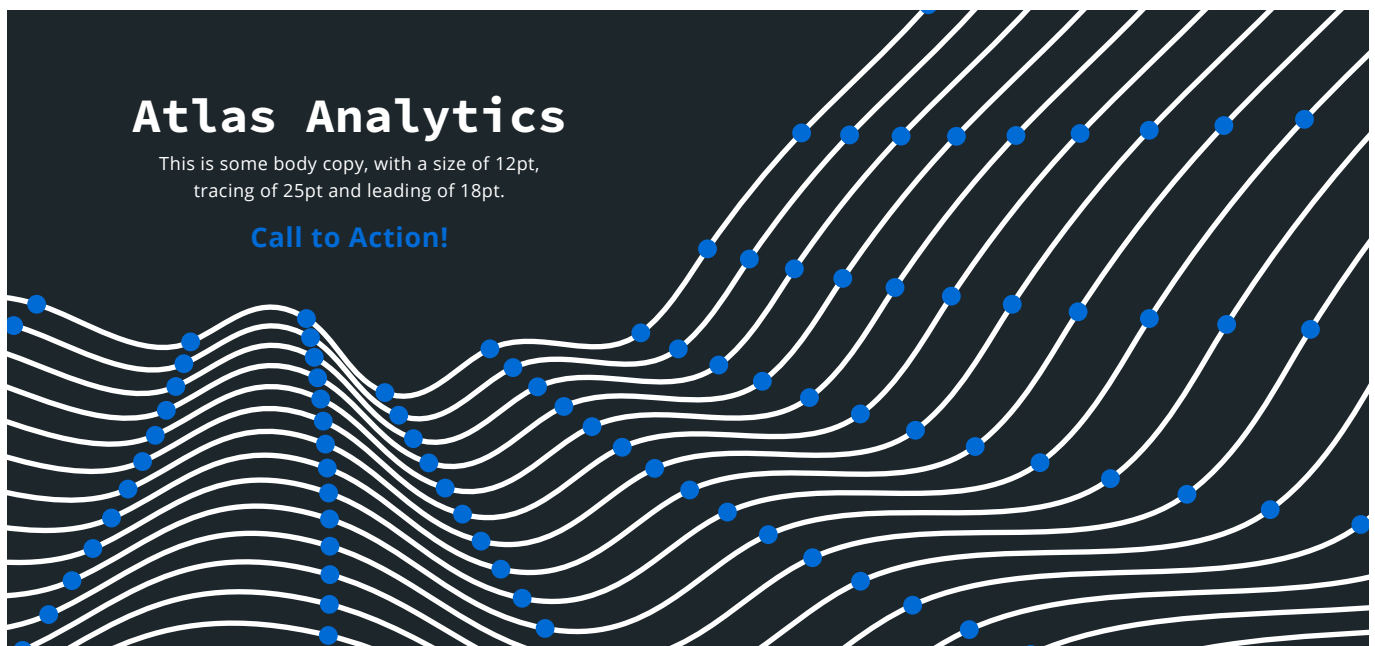 Atlas Analytics
This is some body copy, with a size of 12pt,
tracing of 25pt and leading of 18pt.
Call to Action!